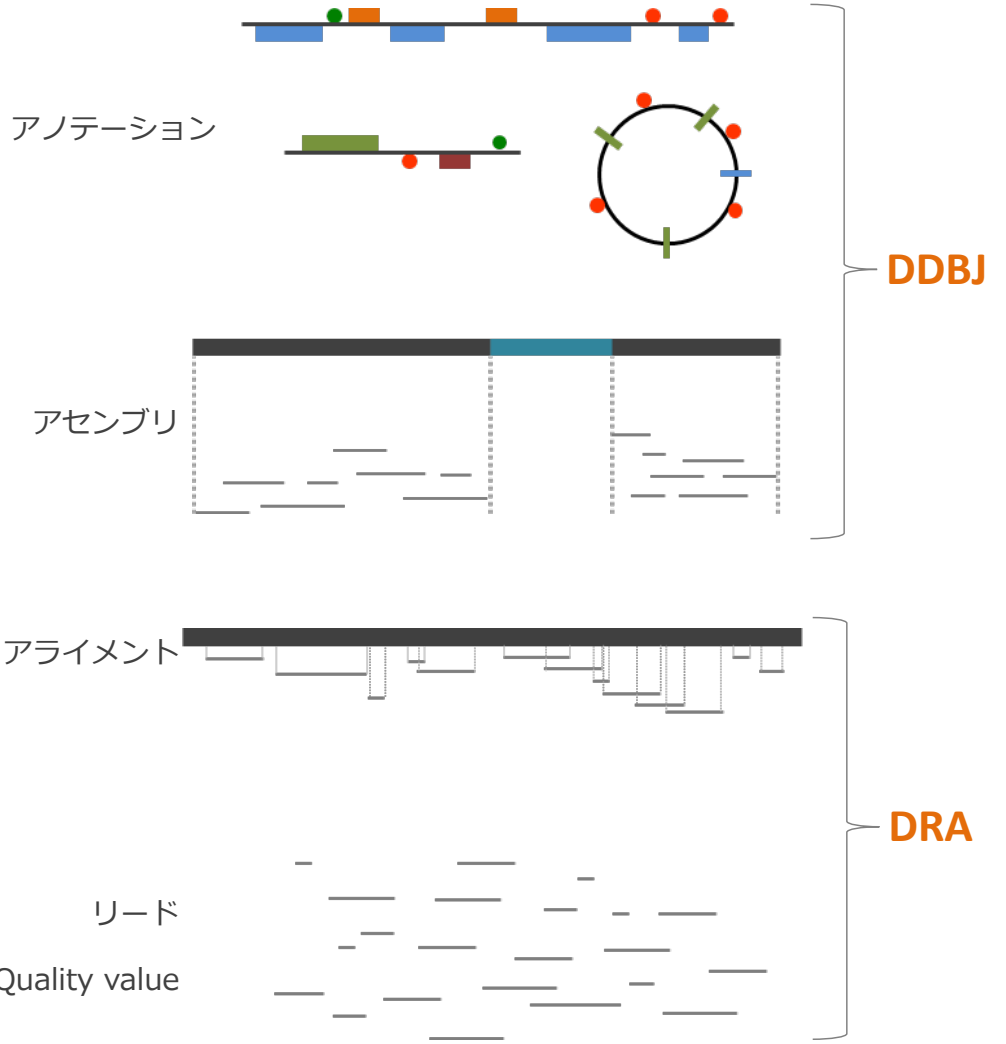 アノテーション
DDBJ
アセンブリ
アライメント
DRA
リード
Quality value